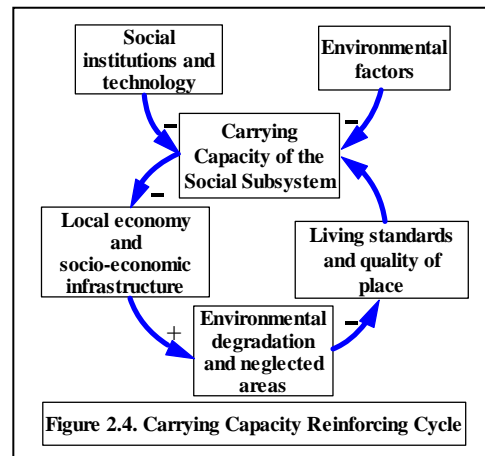 Social
institutions and
technology
Environmental
factors
–
–
Carrying
Capacity of the
Social Subsystem
–
Local economy
and
socio-economic
infrastructure
Living standards
and quality of
place
+
–
Environmental
degradation
and neglected
areas
Figure 2.4. Carrying Capacity Reinforcing Cycle